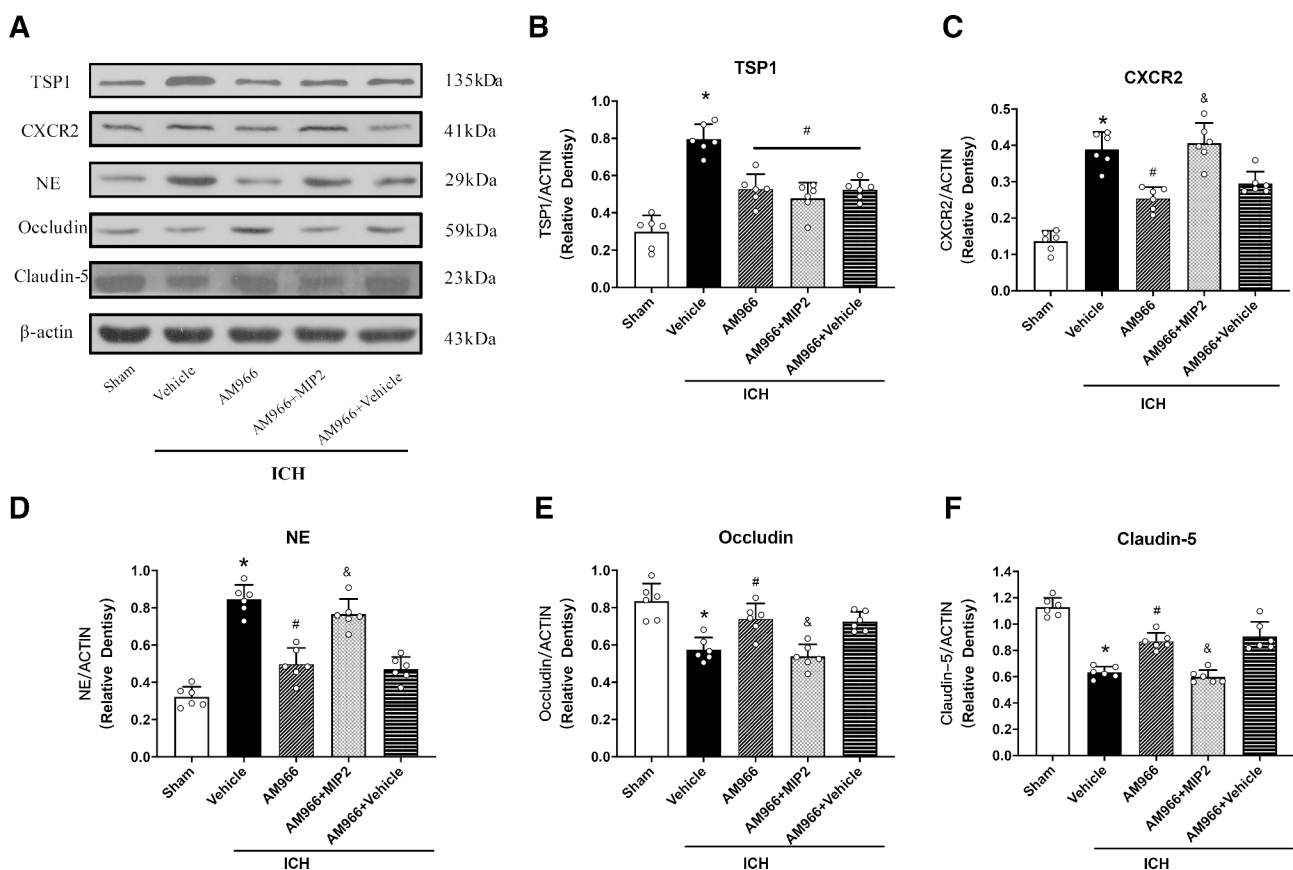 A
TSP1 135kDa
CXCR2 41kDa
NE 29kDa
Occludin 59kDa
Claudin-5 23kDa
β-actin 43kDa
Sham Vehicle AM966 AM966+MIP2 AM966+Vehicle
ICH
B
TSP1
TSP1/ACTIN
(Relative Dentisy)
1.0
0.8
0.6
0.4
0.2
0.0
*
#
Sham Vehicle AM966 AM966+MIP2 AM966+Vehicle
ICH
C
CXCR2
CXCR2/ACTIN
(Relative Dentisy)
0.5
0.4
0.3
0.2
0.1
0.0
*
#
&
Sham Vehicle AM966 AM966+MIP2 AM966+Vehicle
ICH
D
NE
NE/ACTIN
(Relative Dentisy)
1.0
0.8
0.6
0.4
0.2
0.0
*
#
&
Sham Vehicle AM966 AM966+MIP2 AM966+Vehicle
ICH
E
Occludin
Occludin/ACTIN
(Relative Dentisy)
1.0
0.8
0.6
0.4
0.2
0.0
*
#
&
Sham Vehicle AM966 AM966+MIP2 AM966+Vehicle
ICH
F
Claudin-5
Claudin-5/ACTIN
(Relative Dentisy)
1.4
1.2
1.0
0.8
0.6
0.4
0.2
0.0
*
#
&
Sham Vehicle AM966 AM966+MIP2 AM966+Vehicle
ICH